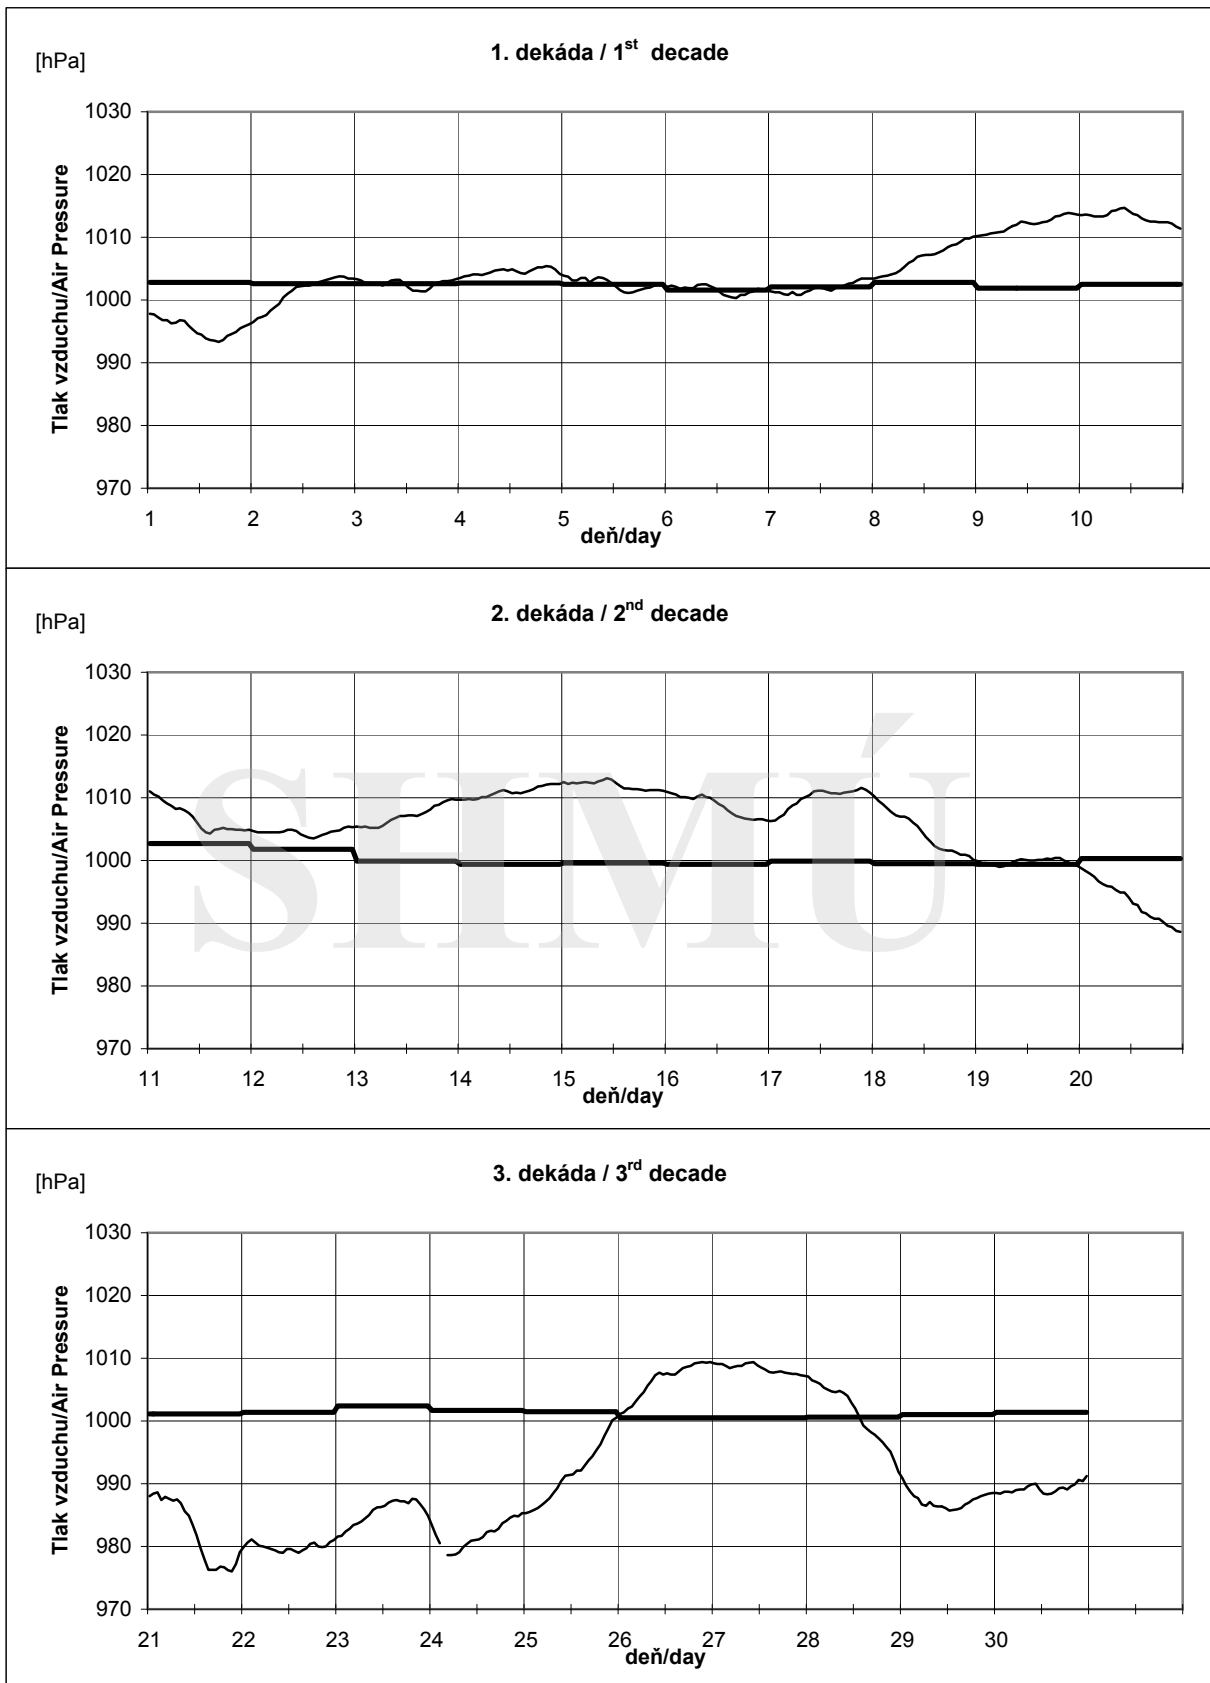 1. dekáda / 1st decade
[hPa]
Tlak vzduchu/Air Pressure
1030
1020
1010
1000
990
980
970
1 2 3 4 5 6 7 8 9 10
deň/day
2. dekáda / 2nd decade
[hPa]
Tlak vzduchu/Air Pressure
1030
1020
1010
1000
990
980
970
SHMÚ
11 12 13 14 15 16 17 18 19 20
deň/day
3. dekáda / 3rd decade
[hPa]
Tlak vzduchu/Air Pressure
1030
1020
1010
1000
990
980
970
21 22 23 24 25 26 27 28 29 30
deň/day